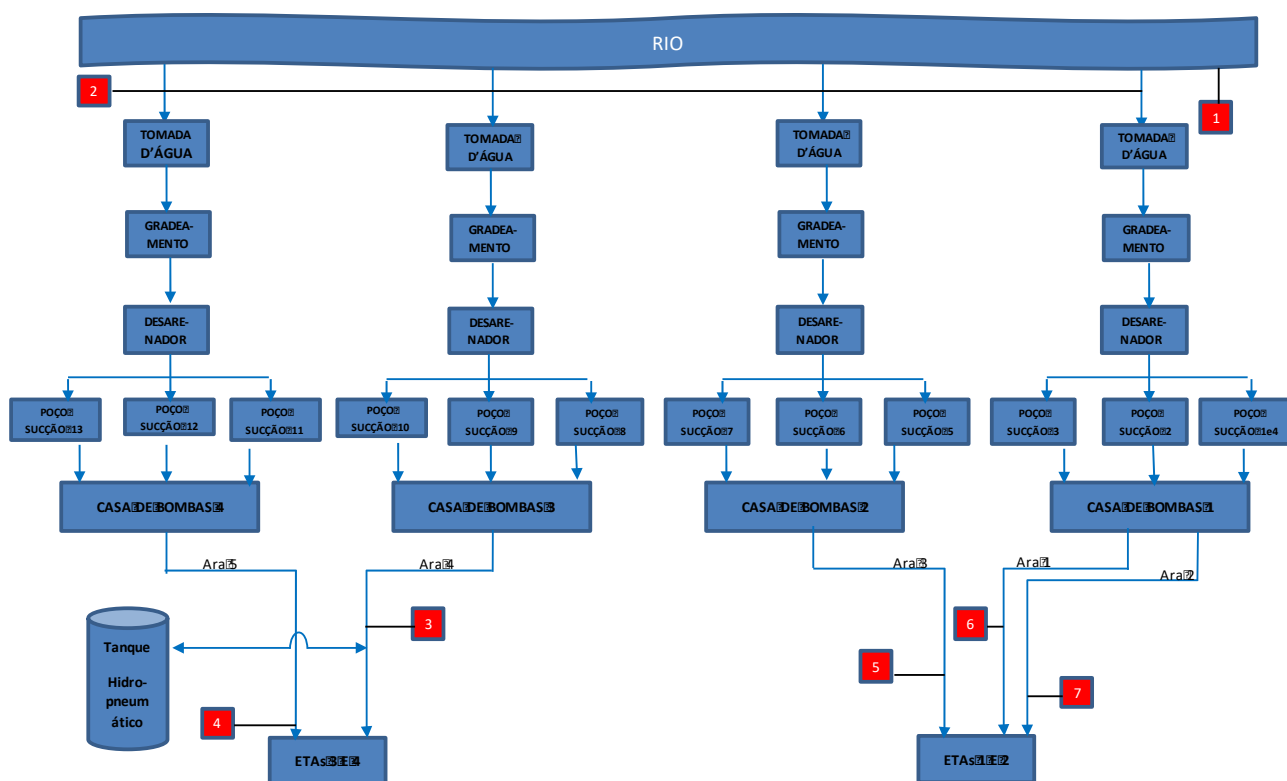 RIO
2
1
TOMADA
D'ÁGUA
TOMADA
D'ÁGUA
TOMADA
D'ÁGUA
TOMADA
D'ÁGUA
GRADEA-
MENTO
GRADEA-
MENTO
GRADEA-
MENTO
GRADEA-
MENTO
DESARE-
NADOR
DESARE-
NADOR
DESARE-
NADOR
DESARE-
NADOR
POÇO
SUCÇÃO 13
POÇO
SUCÇÃO 12
POÇO
SUCÇÃO 11
POÇO
SUCÇÃO 10
POÇO
SUCÇÃO 9
POÇO
SUCÇÃO 8
POÇO
SUCÇÃO 7
POÇO
SUCÇÃO 6
POÇO
SUCÇÃO 5
POÇO
SUCÇÃO 3
POÇO
SUCÇÃO 2
POÇO
SUCÇÃO 1e4
CASA DE BOMBAS 4
CASA DE BOMBAS 3
CASA DE BOMBAS 2
CASA DE BOMBAS 1
Ara 5
Ara 4
Ara 3
Ara 1
Ara 2
3
6
Tanque
Hidro-
pneum
ático
5
7
4
ETAs 3 E 4
ETAs 1 E 2